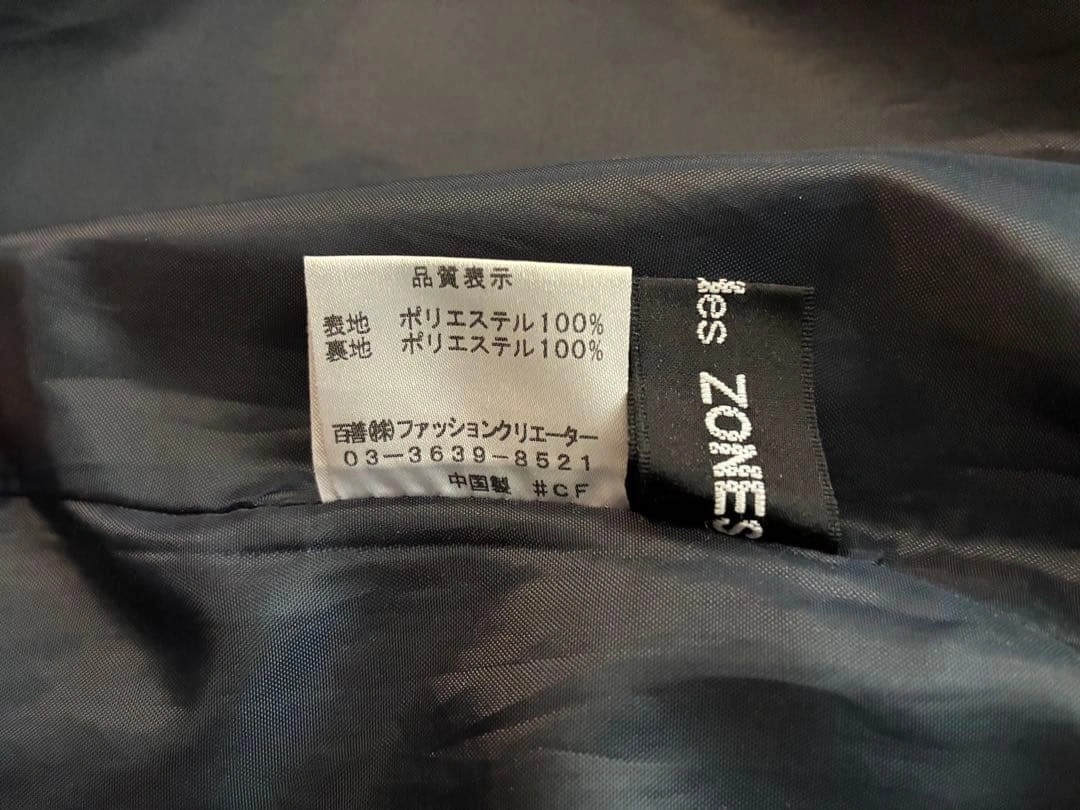 品質表示
表地 ポリエステル100%
裏地 ポリエステル100%
百善㈱ファッションクリエーター
03-3639-8521
中国製 #CF
des ZONES